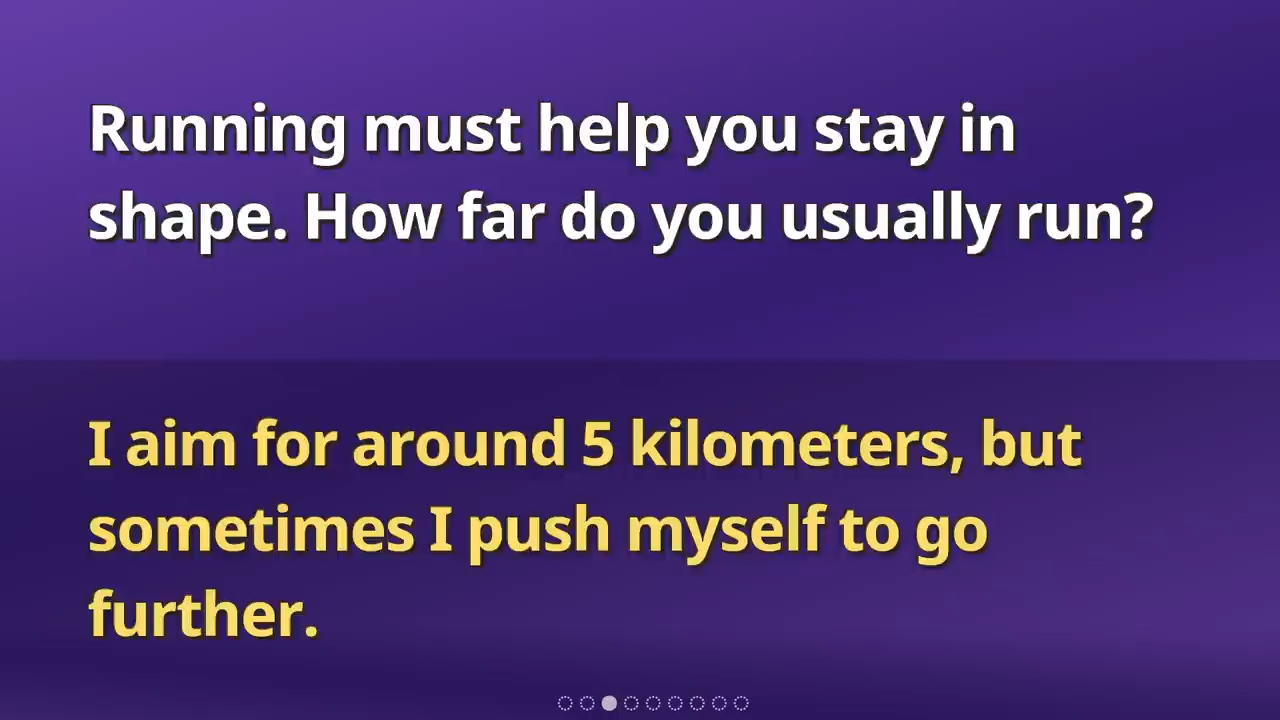 Running must help you stay in
shape. How far do you usually run?
I aim for around 5 kilometers, but
sometimes I push myself to go
further.